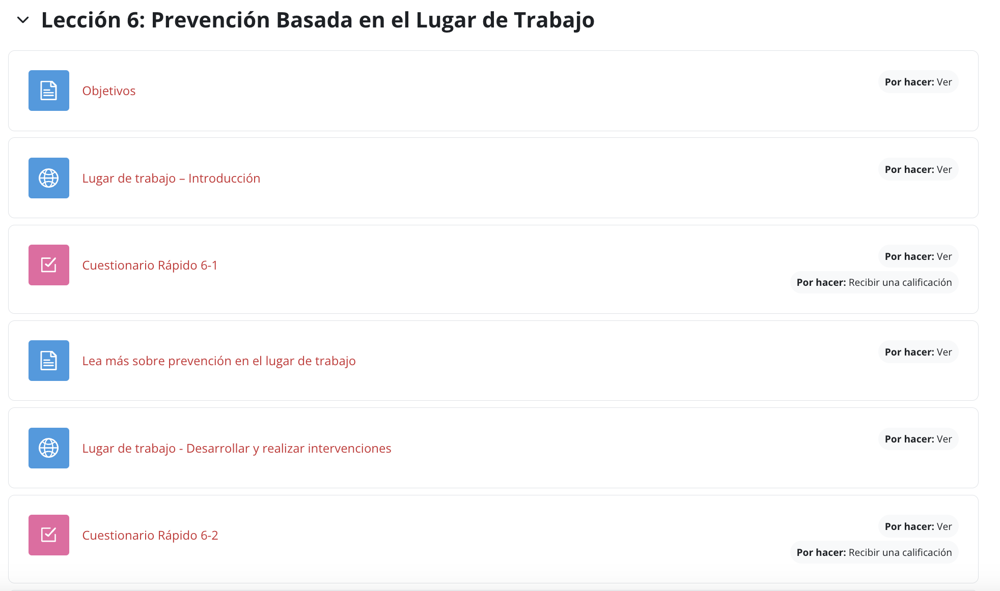 Lección 6: Prevención Basada en el Lugar de Trabajo
Objetivos
Por hacer: Ver
Lugar de trabajo – Introducción
Por hacer: Ver
Cuestionario Rápido 6-1
Por hacer: Ver
Por hacer: Recibir una calificación
Lea más sobre prevención en el lugar de trabajo
Por hacer: Ver
Lugar de trabajo - Desarrollar y realizar intervenciones
Por hacer: Ver
Cuestionario Rápido 6-2
Por hacer: Ver
Por hacer: Recibir una calificación